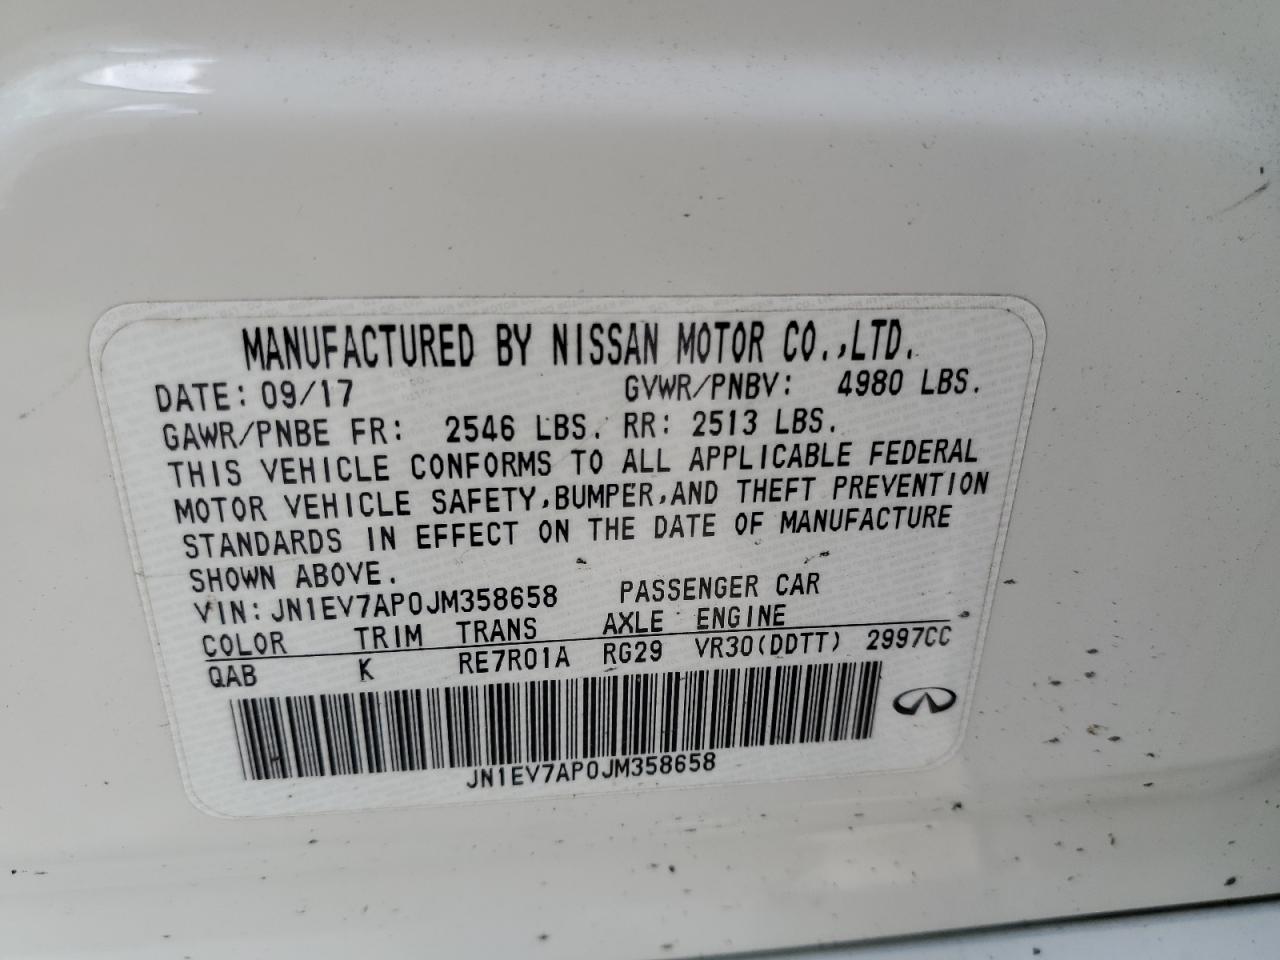 MANUFACTURED BY NISSAN MOTOR CO.,LTD.
DATE: 09/17 GVWR/PNBV: 4980 LBS.
GAWR/PNBE FR: 2546 LBS. RR: 2513 LBS.
THIS VEHICLE CONFORMS TO ALL APPLICABLE FEDERAL
MOTOR VEHICLE SAFETY,BUMPER,AND THEFT PREVENTION
STANDARDS IN EFFECT ON THE DATE OF MANUFACTURE
SHOWN ABOVE.
VIN: JN1EV7AP0JM358658 PASSENGER CAR
COLOR TRIM TRANS AXLE ENGINE
QAB K RE7R01A RG29 VR30(DDTT) 2997CC
JN1EV7AP0JM358658